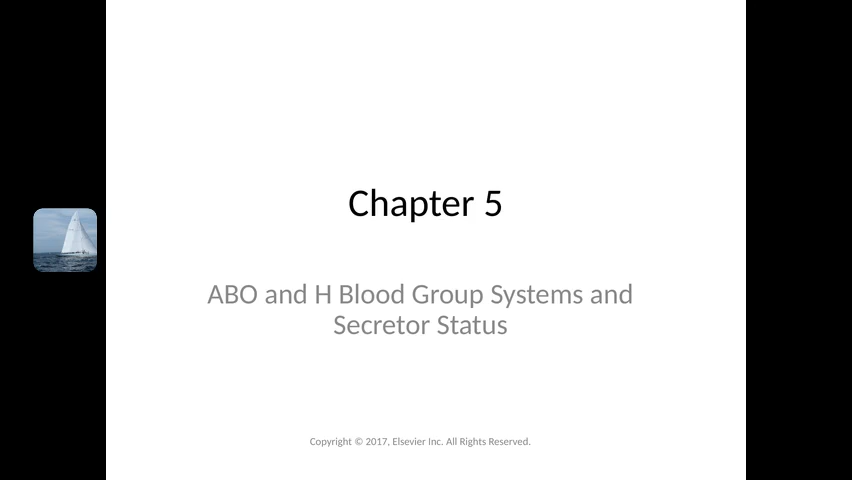 Chapter 5
ABO and H Blood Group Systems and
Secretor Status
Copyright © 2017, Elsevier Inc. All Rights Reserved.